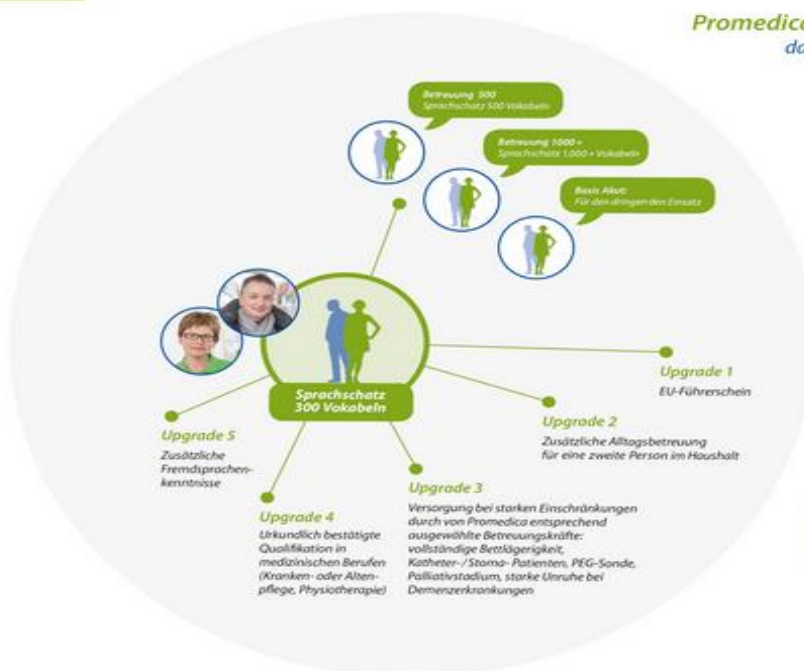 Promedica
da
Betreuung 500
Sprachschatz 500 Vokabeln
Betreuung 1000 +
Sprachschatz 1.000 + Vokabeln
Basis Akut:
Für den dringenden Einsatz
Sprachschatz
300 Vokabeln
Upgrade 1
EU-Führerschein
Upgrade 2
Zusätzliche Alltagsbetreuung
für eine zweite Person im Haushalt
Upgrade 3
Versorgung bei starken Einschränkungen
durch von Promedica entsprechend
ausgewählte Betreuungskräfte:
vollständige Bettlägerigkeit,
Katheter-/ Stoma- Patienten, PEG-Sonde,
Palliativstadium, starke Unruhe bei
Demenzerkrankungen
Upgrade 4
Urkundlich bestätigte
Qualifikation in
medizinischen Berufen
(Kranken- oder Alten-
pflege, Physiotherapie)
Upgrade 5
Zusätzliche
Fremdsprachen-
kenntnisse